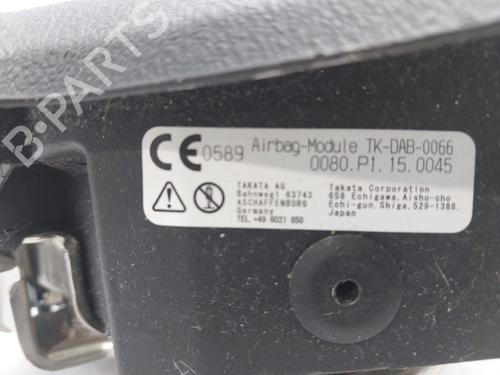 B-PARTS
CE 0589 Airbag-Module TK-DAB-0066
0080.P1.15.0045
TAKATA AG
Bahnweg1 63743
ASCHAFFENBURG
Germany
TEL.+49 6021 650
Takata Corporation
658 Echigawa,Aisho-cho
Echi-gun,Shiga,529-1388,
Japan